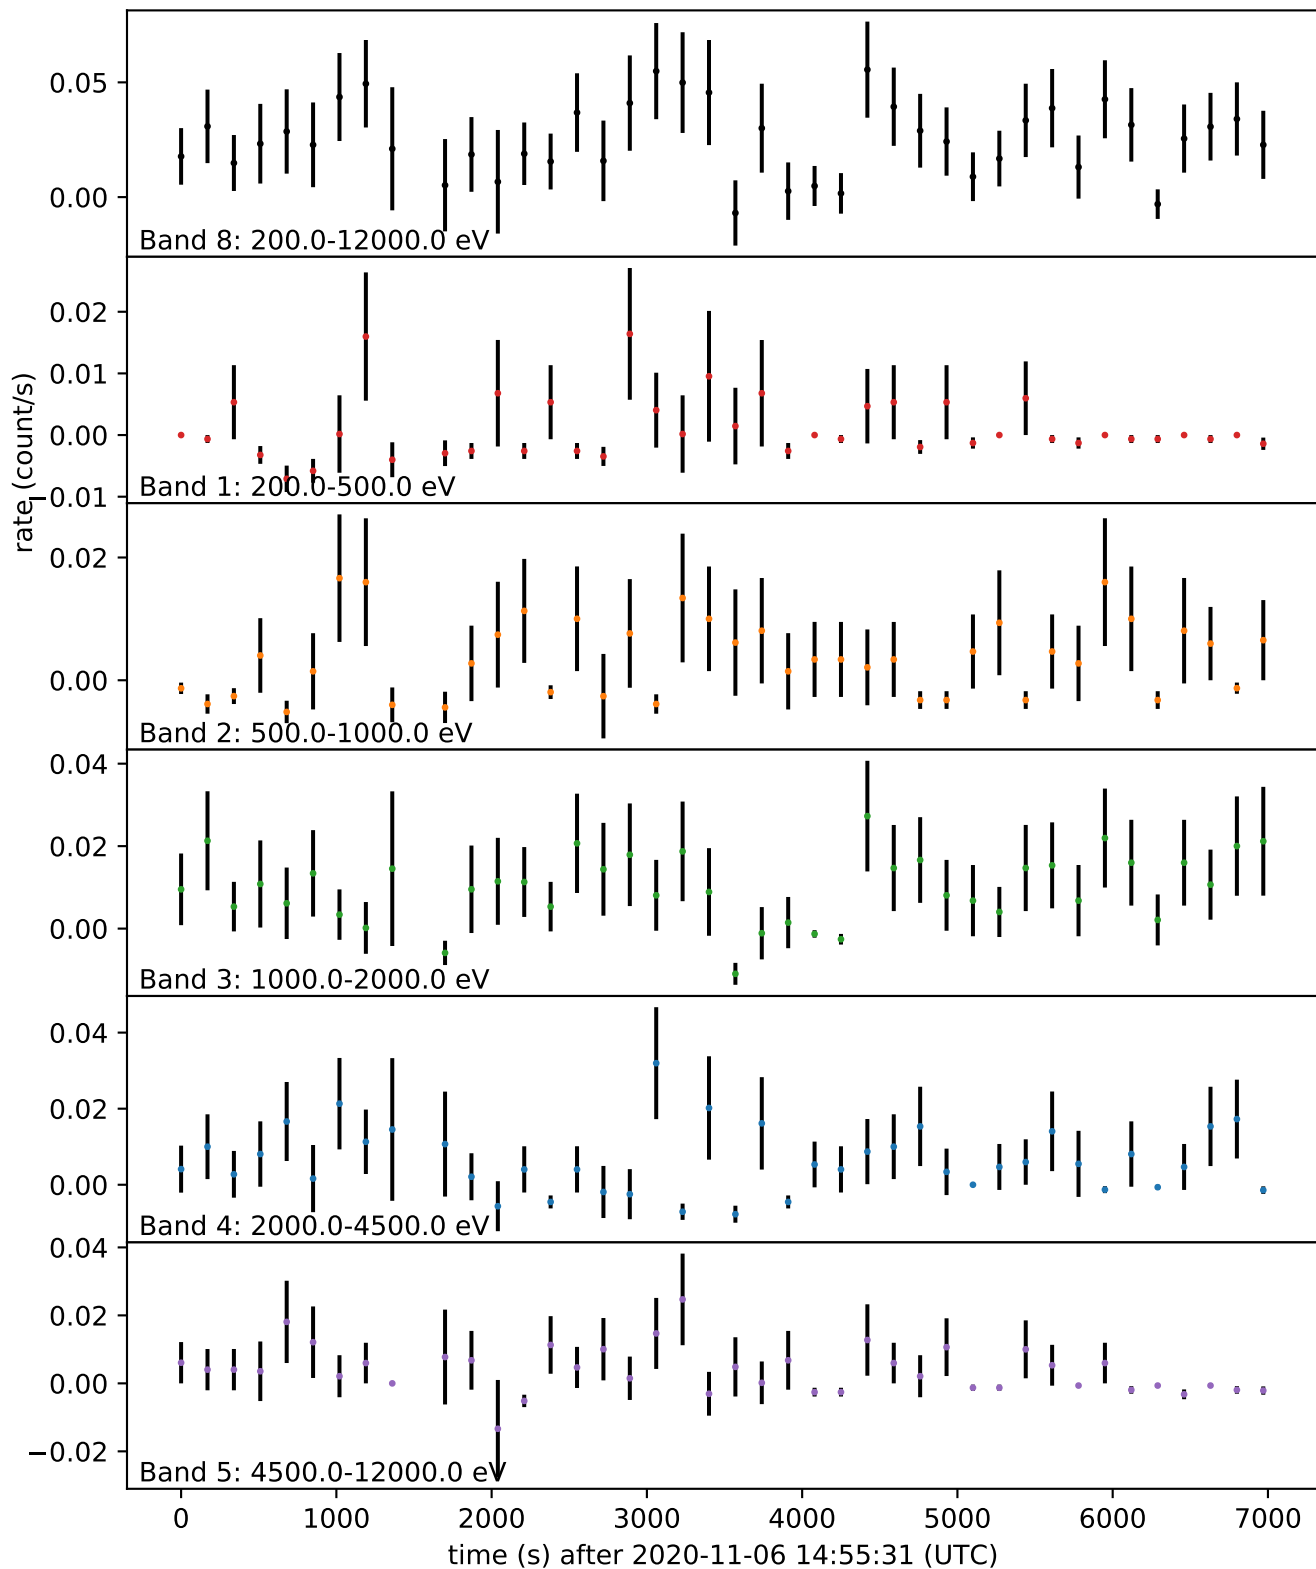 0.05
0.00
Band 8: 200.0-12000.0 eV
0.02
0.01
0.00
−0.01
Band 1: 200.0-500.0 eV
rate (count/s)
0.02
0.00
Band 2: 500.0-1000.0 eV
0.04
0.02
0.00
Band 3: 1000.0-2000.0 eV
0.04
0.02
0.00
Band 4: 2000.0-4500.0 eV
0.04
0.02
0.00
−0.02
Band 5: 4500.0-12000.0 eV
0 1000 2000 3000 4000 5000 6000 7000
time (s) after 2020-11-06 14:55:31 (UTC)